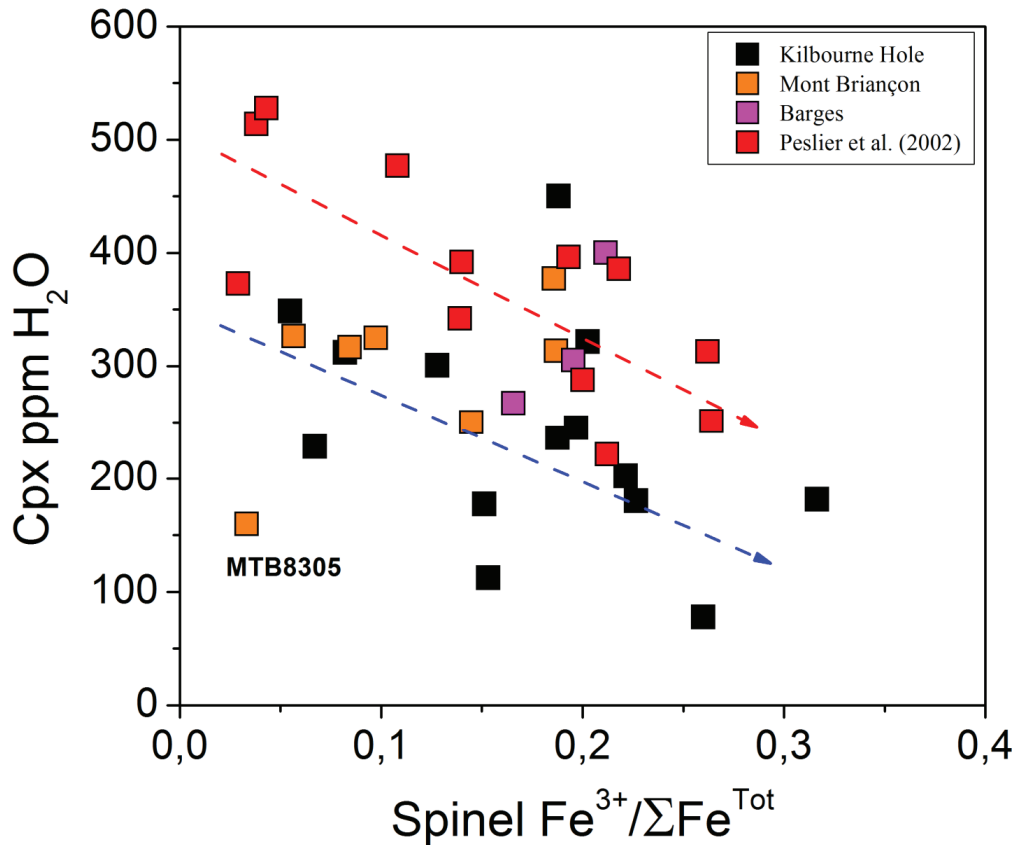 600
500
400
300
200
100
0
Cpx ppm H₂O
Kilbourne Hole
Mont Briançon
Barges
Peslier et al. (2002)
MTB8305
0,0
0,1
0,2
0,3
0,4
Spinel Fe³⁺/ΣFeᵀᵒᵗ